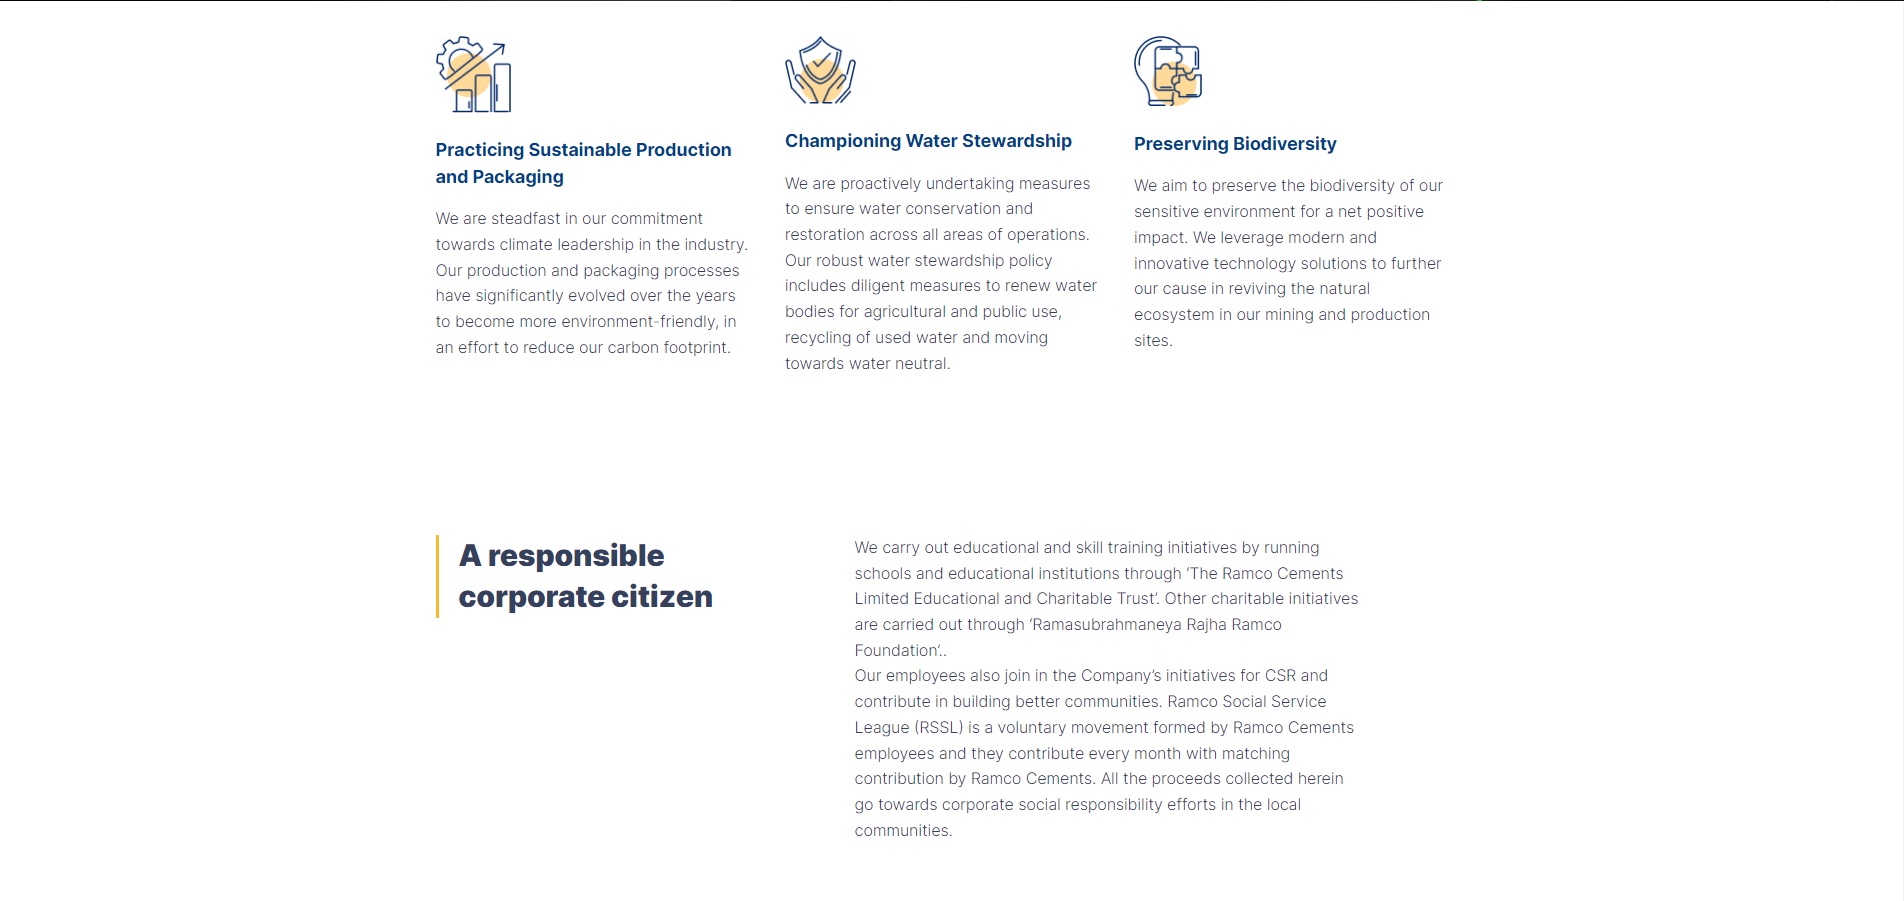 Practicing Sustainable Production
and Packaging
We are steadfast in our commitment
towards climate leadership in the industry.
Our production and packaging processes
have significantly evolved over the years
to become more environment-friendly, in
an effort to reduce our carbon footprint.
Championing Water Stewardship
We are proactively undertaking measures
to ensure water conservation and
restoration across all areas of operations.
Our robust water stewardship policy
includes diligent measures to renew water
bodies for agricultural and public use,
recycling of used water and moving
towards water neutral.
Preserving Biodiversity
We aim to preserve the biodiversity of our
sensitive environment for a net positive
impact. We leverage modern and
innovative technology solutions to further
our cause in reviving the natural
ecosystem in our mining and production
sites.
A responsible
corporate citizen
We carry out educational and skill training initiatives by running
schools and educational institutions through ‘The Ramco Cements
Limited Educational and Charitable Trust’. Other charitable initiatives
are carried out through ‘Ramasubrahmaneya Rajha Ramco
Foundation’..
Our employees also join in the Company’s initiatives for CSR and
contribute in building better communities. Ramco Social Service
League (RSSL) is a voluntary movement formed by Ramco Cements
employees and they contribute every month with matching
contribution by Ramco Cements. All the proceeds collected herein
go towards corporate social responsibility efforts in the local
communities.